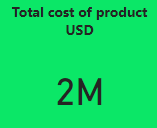 Total cost of product
USD
2M